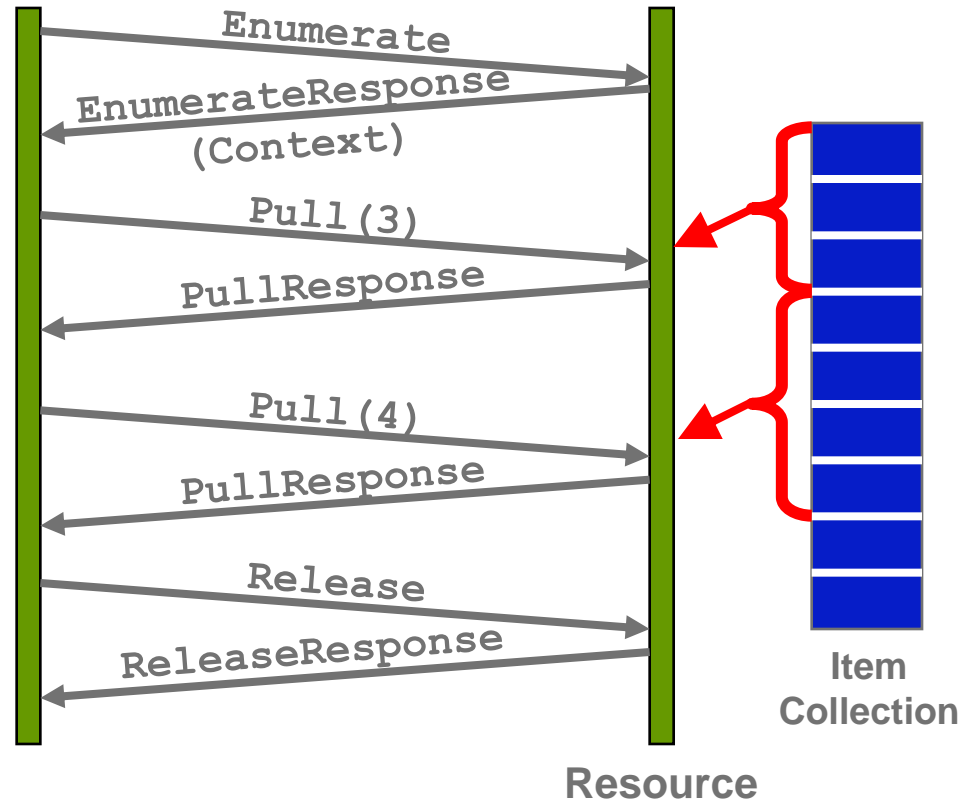 Enumerate
EnumerateResponse
(Context)
Pull(3)
PullResponse
Pull(4)
PullResponse
Release
ReleaseResponse
Item
Collection
Resource